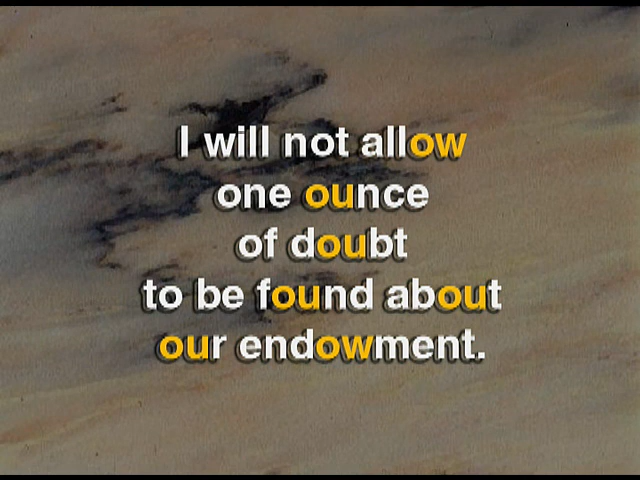 I will not allow
one ounce
of doubt
to be found about
our endowment.